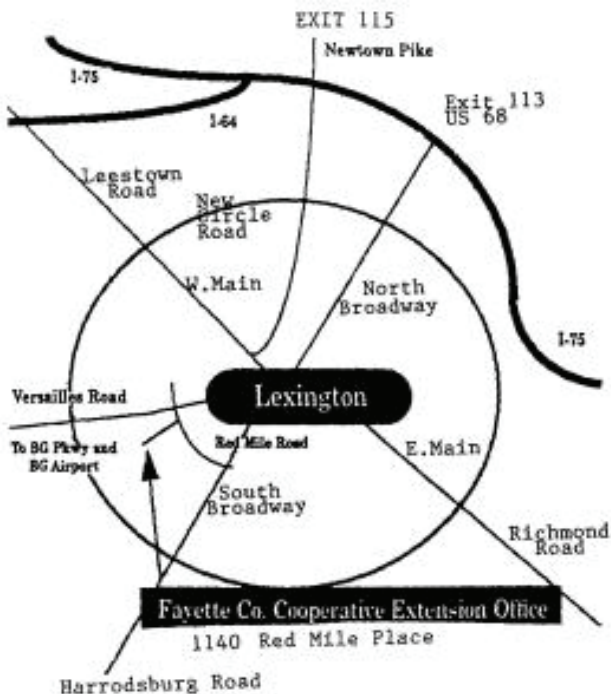 EXIT 115
Newtown Pike
I-75
Exit 113
US 68
I-64
Leestown
Road
New
Circle
Road
W.Main
North
Broadway
I-75
Versailles Road
Lexington
To BG Pkwy and
BG Airport
Red Mile Road
E.Main
South
Broadway
Richmond
Road
Fayette Co. Cooperative Extension Office
1140 Red Mile Place
Harrodsburg Road